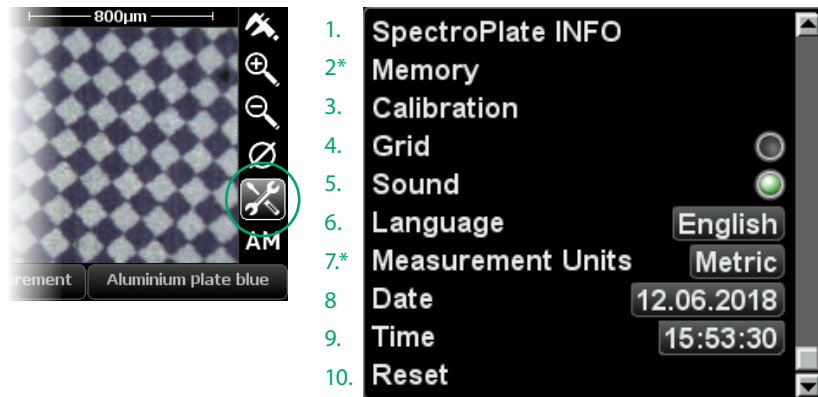 800µm
AM
urement
Aluminium plate blue
1. SpectroPlate INFO
2* Memory
3. Calibration
4. Grid
5. Sound
6. Language English
7.* Measurement Units Metric
8 Date 12.06.2018
9. Time 15:53:30
10. Reset